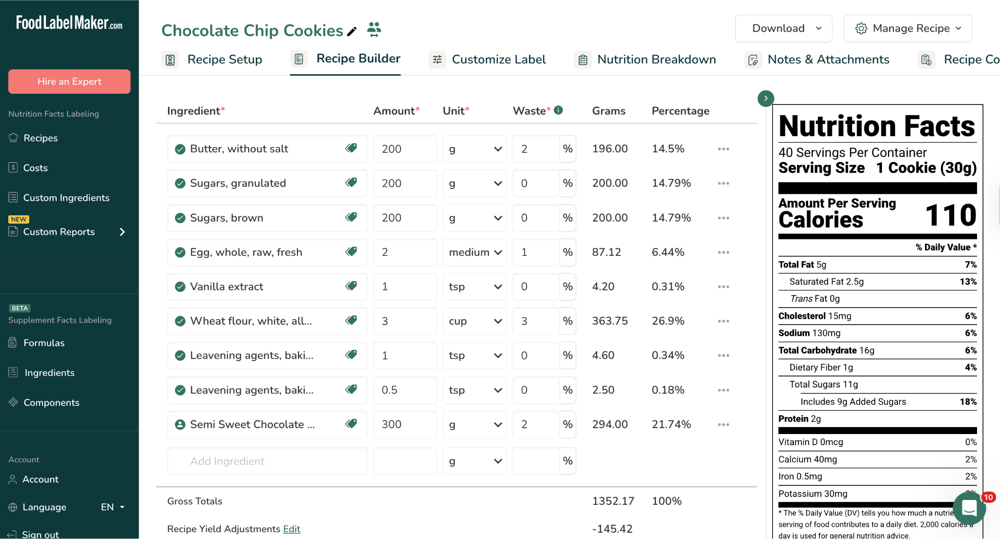 FoodLabelMaker.com
Hire an Expert
Nutrition Facts Labeling
Recipes
Costs
Custom Ingredients
NEW
Custom Reports
BETA
Supplement Facts Labeling
Formulas
Ingredients
Components
Account
Account
Language EN
Sign out
Chocolate Chip Cookies
Download
Manage Recipe
Recipe Setup
Recipe Builder
Customize Label
Nutrition Breakdown
Notes & Attachments
Recipe Co
Ingredient* Amount* Unit* Waste* Grams Percentage
Butter, without salt 200 g 2 % 196.00 14.5%
Sugars, granulated 200 g 0 % 200.00 14.79%
Sugars, brown 200 g 0 % 200.00 14.79%
Egg, whole, raw, fresh 2 medium 1 % 87.12 6.44%
Vanilla extract 1 tsp 0 % 4.20 0.31%
Wheat flour, white, all... 3 cup 3 % 363.75 26.9%
Leavening agents, baki... 1 tsp 0 % 4.60 0.34%
Leavening agents, baki... 0.5 tsp 0 % 2.50 0.18%
Semi Sweet Chocolate ... 300 g 2 % 294.00 21.74%
Add Ingredient g %
Gross Totals 1352.17 100%
Recipe Yield Adjustments Edit -145.42
Nutrition Facts
40 Servings Per Container
Serving Size 1 Cookie (30g)
Amount Per Serving
Calories 110
% Daily Value *
Total Fat 5g 7%
Saturated Fat 2.5g 13%
Trans Fat 0g
Cholesterol 15mg 6%
Sodium 130mg 6%
Total Carbohydrate 16g 6%
Dietary Fiber 1g 4%
Total Sugars 11g
Includes 9g Added Sugars 18%
Protein 2g
Vitamin D 0mcg 0%
Calcium 40mg 2%
Iron 0.5mg 2%
Potassium 30mg
* The % Daily Value (DV) tells you how much a nutrie
serving of food contributes to a daily diet. 2,000 calories a
day is used for general nutrition advice.
10